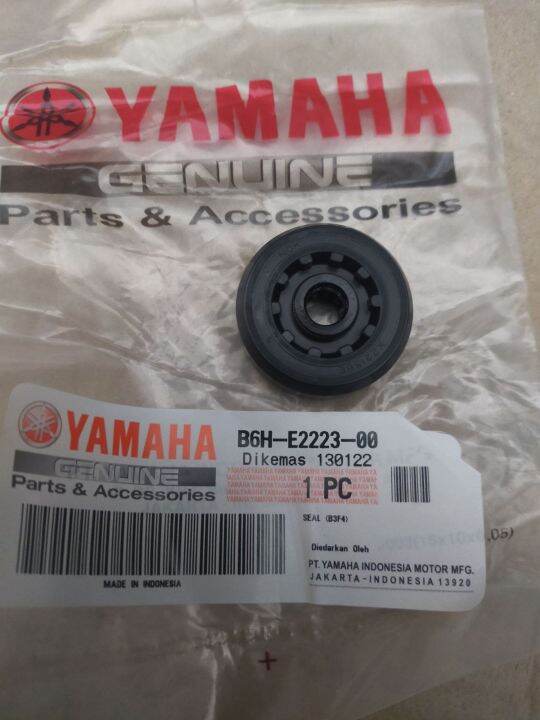 YAMAHA
GENUINE
Parts & Accessories
YAMAHA
GENUINE
Parts & Accessories
MADE IN INDONESIA
B6H-E2223-00
Dikemas 130122
1 PC
SEAL (B3F4)
Diedarkan Oleh
PT. YAMAHA INDONESIA MOTOR MFG.
JAKARTA-INDONESIA 13920